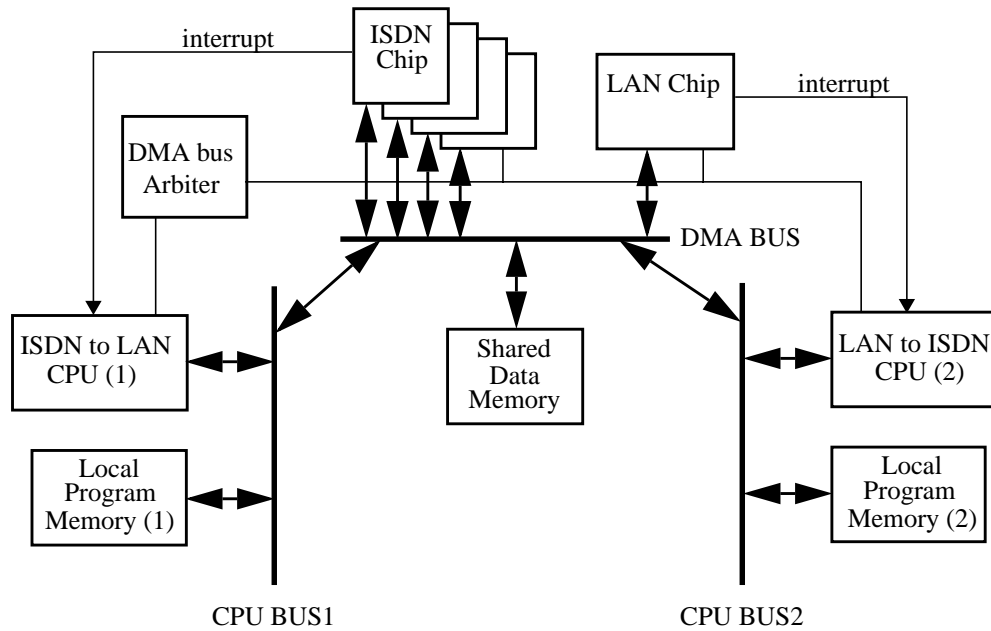 interrupt
ISDN
Chip
LAN Chip
interrupt
DMA bus
Arbiter
DMA BUS
ISDN to LAN
CPU (1)
Shared
Data
Memory
LAN to ISDN
CPU (2)
Local
Program
Memory (1)
Local
Program
Memory (2)
CPU BUS1
CPU BUS2